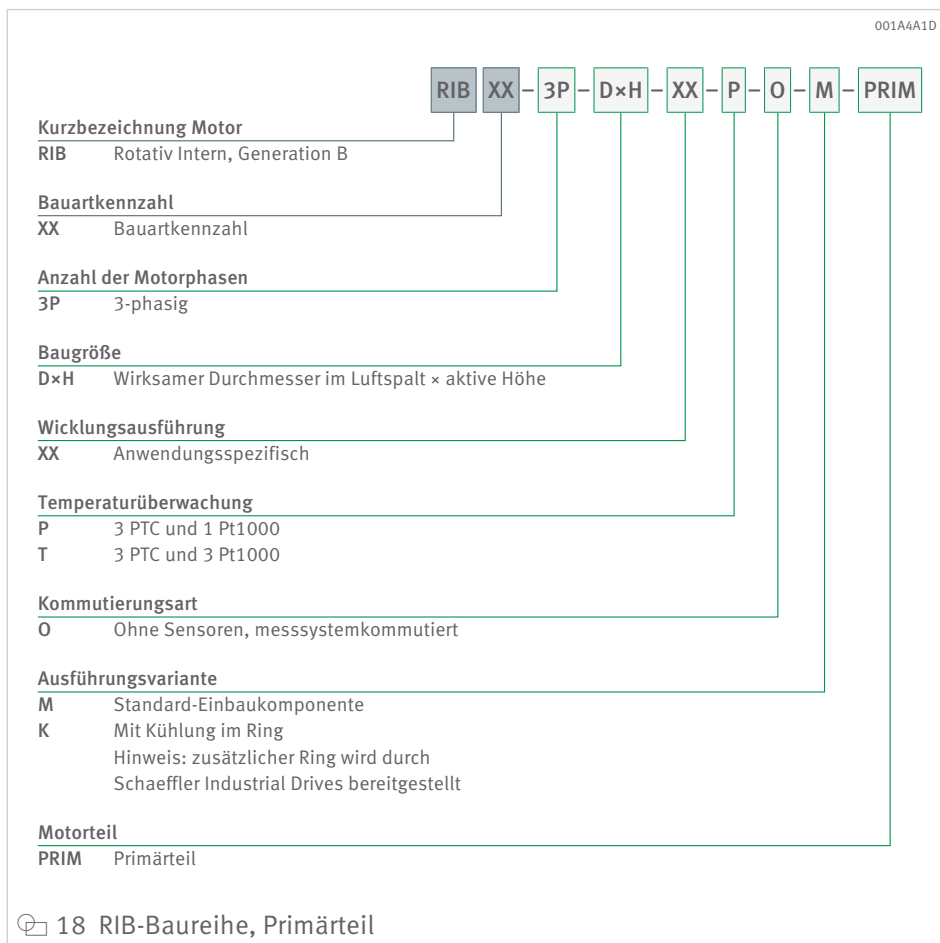 001A4A1D
RIB XX – 3P – D×H – XX – P – O – M – PRIM
Kurzbezeichnung Motor
RIB Rotativ Intern, Generation B
Bauartkennzahl
XX Bauartkennzahl
Anzahl der Motorphasen
3P 3-phasig
Baugröße
D×H Wirksamer Durchmesser im Luftspalt × aktive Höhe
Wicklungsausführung
XX Anwendungsspezifisch
Temperaturüberwachung
P 3 PTC und 1 Pt1000
T 3 PTC und 3 Pt1000
Kommutierungsart
O Ohne Sensoren, messsystemkommutiert
Ausführungsvariante
M Standard-Einbaukomponente
K Mit Kühlung im Ring
Hinweis: zusätzlicher Ring wird durch
Schaeffler Industrial Drives bereitgestellt
Motorteil
PRIM Primärteil
18 RIB-Baureihe, Primärteil